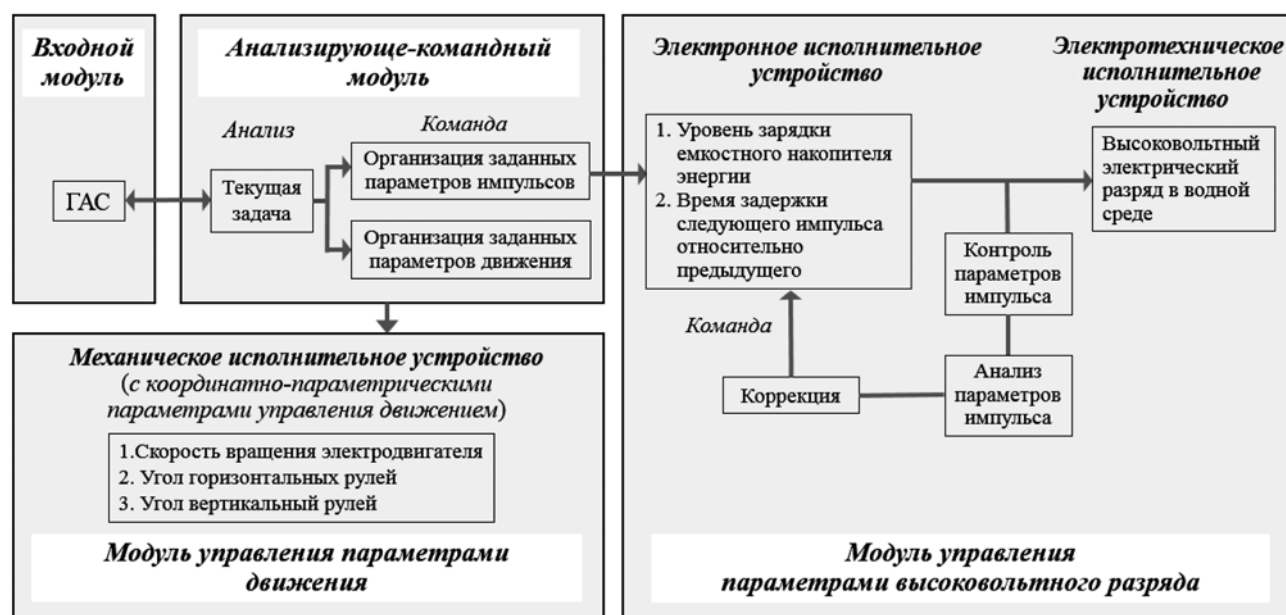 Входной
модуль
ГАС
Анализирующе-командный
модуль
Анализ
Команда
Текущая
задача
Организация заданных
параметров импульсов
Организация заданных
параметров движения
Электронное исполнительное
устройство
1. Уровень зарядки
емкостного накопителя
энергии
2. Время задержки
следующего импульса
относительно
предыдущего
Электротехническое
исполнительное
устройство
Высоковольтный
электрический
разряд в водной
среде
Контроль
параметров
импульса
Анализ
параметров
импульса
Коррекция
Команда
Модуль управления
параметрами высоковольтного разряда
Механическое исполнительное устройство
(с координатно-параметрическими
параметрами управления движением)
1.Скорость вращения электродвигателя
2. Угол горизонтальных рулей
3. Угол вертикальный рулей
Модуль управления параметрами
движения